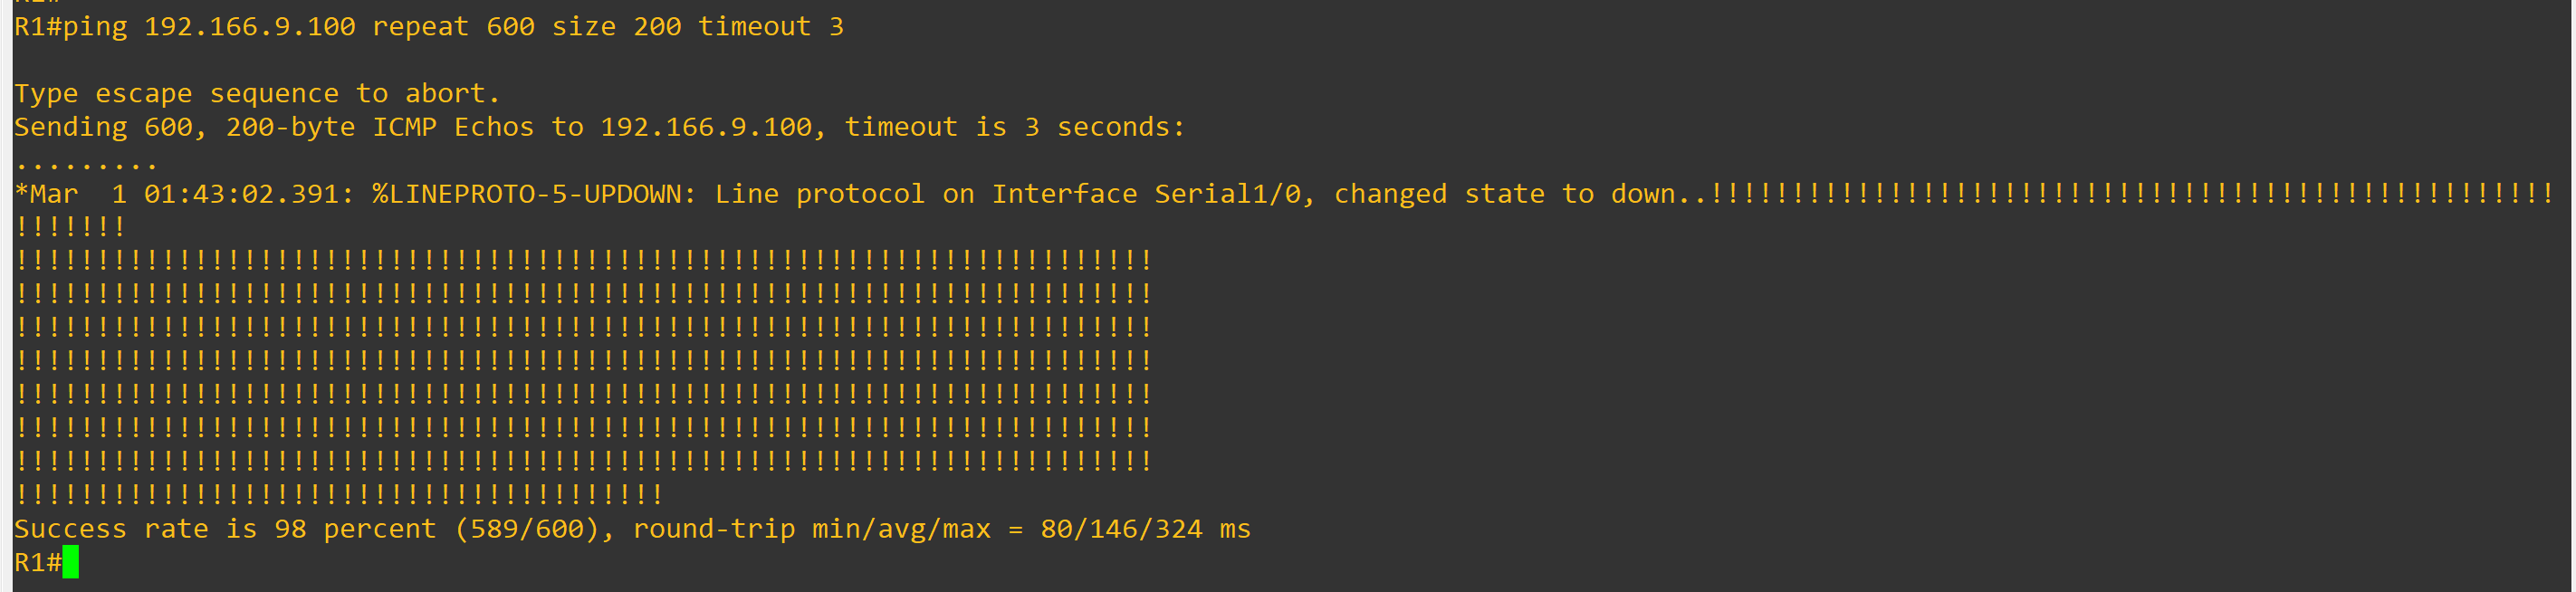 R1#ping 192.166.9.100 repeat 600 size 200 timeout 3
Type escape sequence to abort.
Sending 600, 200-byte ICMP Echos to 192.166.9.100, timeout is 3 seconds:
.........
*Mar  1 01:43:02.391: %LINEPROTO-5-UPDOWN: Line protocol on Interface Serial1/0, changed state to down..!!!!!!!!!!!!!!!!!!!!!!!!!!!!!!!!!!!!!!!!!!!!!!!!!!!!
!!!!!!!
!!!!!!!!!!!!!!!!!!!!!!!!!!!!!!!!!!!!!!!!!!!!!!!!!!!!!!!!!!!!!!!!!!!!!!
!!!!!!!!!!!!!!!!!!!!!!!!!!!!!!!!!!!!!!!!!!!!!!!!!!!!!!!!!!!!!!!!!!!!!!
!!!!!!!!!!!!!!!!!!!!!!!!!!!!!!!!!!!!!!!!!!!!!!!!!!!!!!!!!!!!!!!!!!!!!!
!!!!!!!!!!!!!!!!!!!!!!!!!!!!!!!!!!!!!!!!!!!!!!!!!!!!!!!!!!!!!!!!!!!!!!
!!!!!!!!!!!!!!!!!!!!!!!!!!!!!!!!!!!!!!!!!!!!!!!!!!!!!!!!!!!!!!!!!!!!!!
!!!!!!!!!!!!!!!!!!!!!!!!!!!!!!!!!!!!!!!!!!!!!!!!!!!!!!!!!!!!!!!!!!!!!!
!!!!!!!!!!!!!!!!!!!!!!!!!!!!!!!!!!!!!!!!!!!!!!!!!!!!!!!!!!!!!!!!!!!!!!
!!!!!!!!!!!!!!!!!!!!!!!!!!!!!!!!!!!!!!!!
Success rate is 98 percent (589/600), round-trip min/avg/max = 80/146/324 ms
R1#